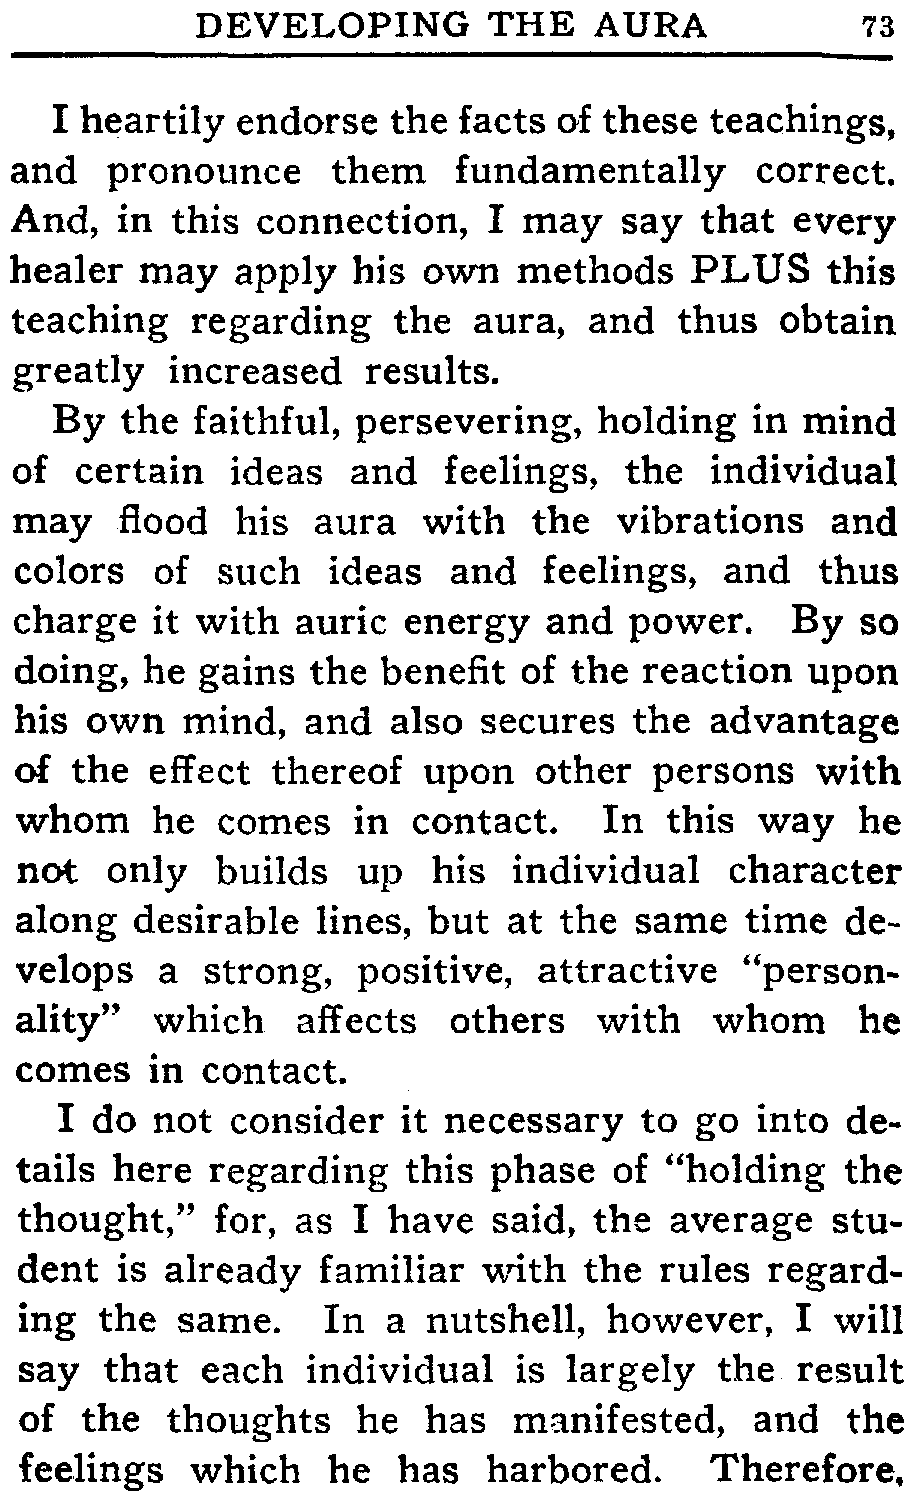 DEVELOPING THE AURA 73
I heartily endorse the facts of these teachings,
and pronounce them fundamentally correct.
And, in this connection, I may say that every
healer may apply his own methods PLUS this
teaching regarding the aura, and thus obtain
greatly increased results.
By the faithful, persevering, holding in mind
of certain ideas and feelings, the individual
may flood his aura with the vibrations and
colors of such ideas and feelings, and thus
charge it with auric energy and power. By so
doing, he gains the benefit of the reaction upon
his own mind, and also secures the advantage
of the effect thereof upon other persons with
whom he comes in contact. In this way he
not only builds up his individual character
along desirable lines, but at the same time de-
velops a strong, positive, attractive “person-
ality” which affects others with whom he
comes in contact.
I do not consider it necessary to go into de-
tails here regarding this phase of “holding the
thought,” for, as I have said, the average stu-
dent is already familiar with the rules regard-
ing the same. In a nutshell, however, I will
say that each individual is largely the result
of the thoughts he has manifested, and the
feelings which he has harbored. Therefore,